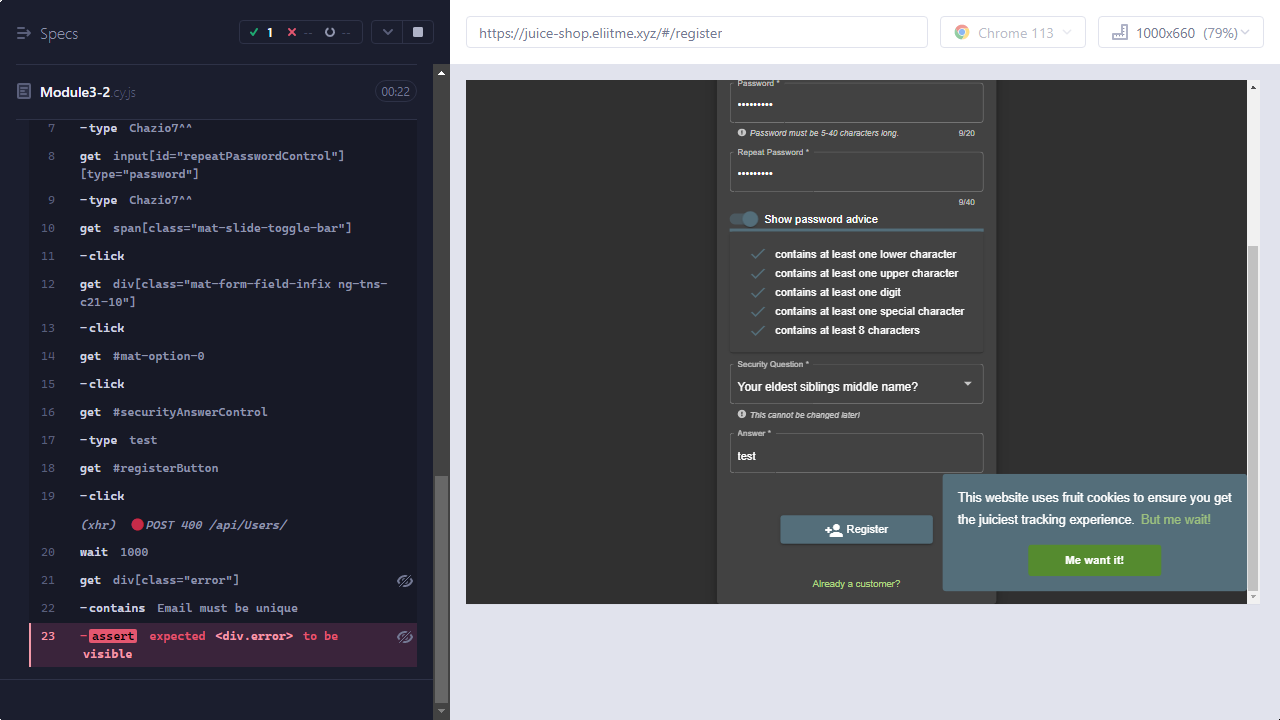 Specs
1
--
--
https://juice-shop.eliitme.xyz/#/register
Chrome 113
1000x660 (79%)
Module3-2.cy.js
00:22
7 -type Chazio7^^
8 get input[id="repeatPasswordControl"]
[type="password"]
9 -type Chazio7^^
10 get span[class="mat-slide-toggle-bar"]
11 -click
12 get div[class="mat-form-field-infix ng-tns-
c21-10"]
13 -click
14 get #mat-option-0
15 -click
16 get #securityAnswerControl
17 -type test
18 get #registerButton
19 -click
(xhr) POST 400 /api/Users/
20 wait 1000
21 get div[class="error"]
22 -contains Email must be unique
23 -assert expected <div.error> to be
visible
Password *
•••••••••
Password must be 5-40 characters long.
9/20
Repeat Password *
•••••••••
9/40
Show password advice
contains at least one lower character
contains at least one upper character
contains at least one digit
contains at least one special character
contains at least 8 characters
Security Question *
Your eldest siblings middle name?
This cannot be changed later!
Answer *
test
Register
Already a customer?
This website uses fruit cookies to ensure you get
the juiciest tracking experience. But me wait!
Me want it!